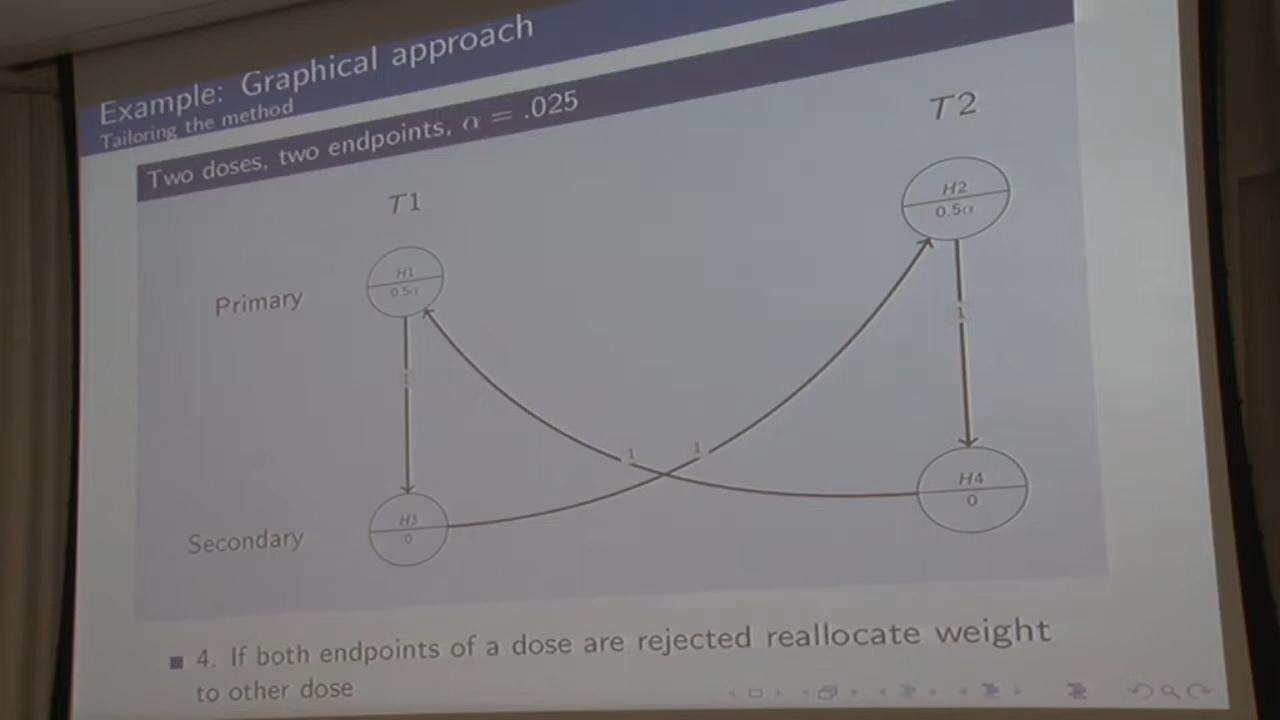 Example: Graphical approach
Tailoring the method
Two doses, two endpoints, α = .025
T1
T2
Primary
H1
0.5α
H2
0.5α
1
1
1
1
Secondary
H3
0
H4
0
4. If both endpoints of a dose are rejected reallocate weight
to other dose